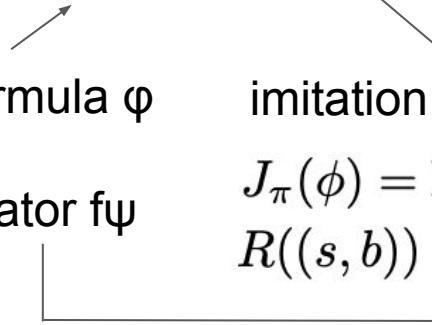 rmula φ
imitation
J_π(ϕ) =
ator fψ
R((s, b))